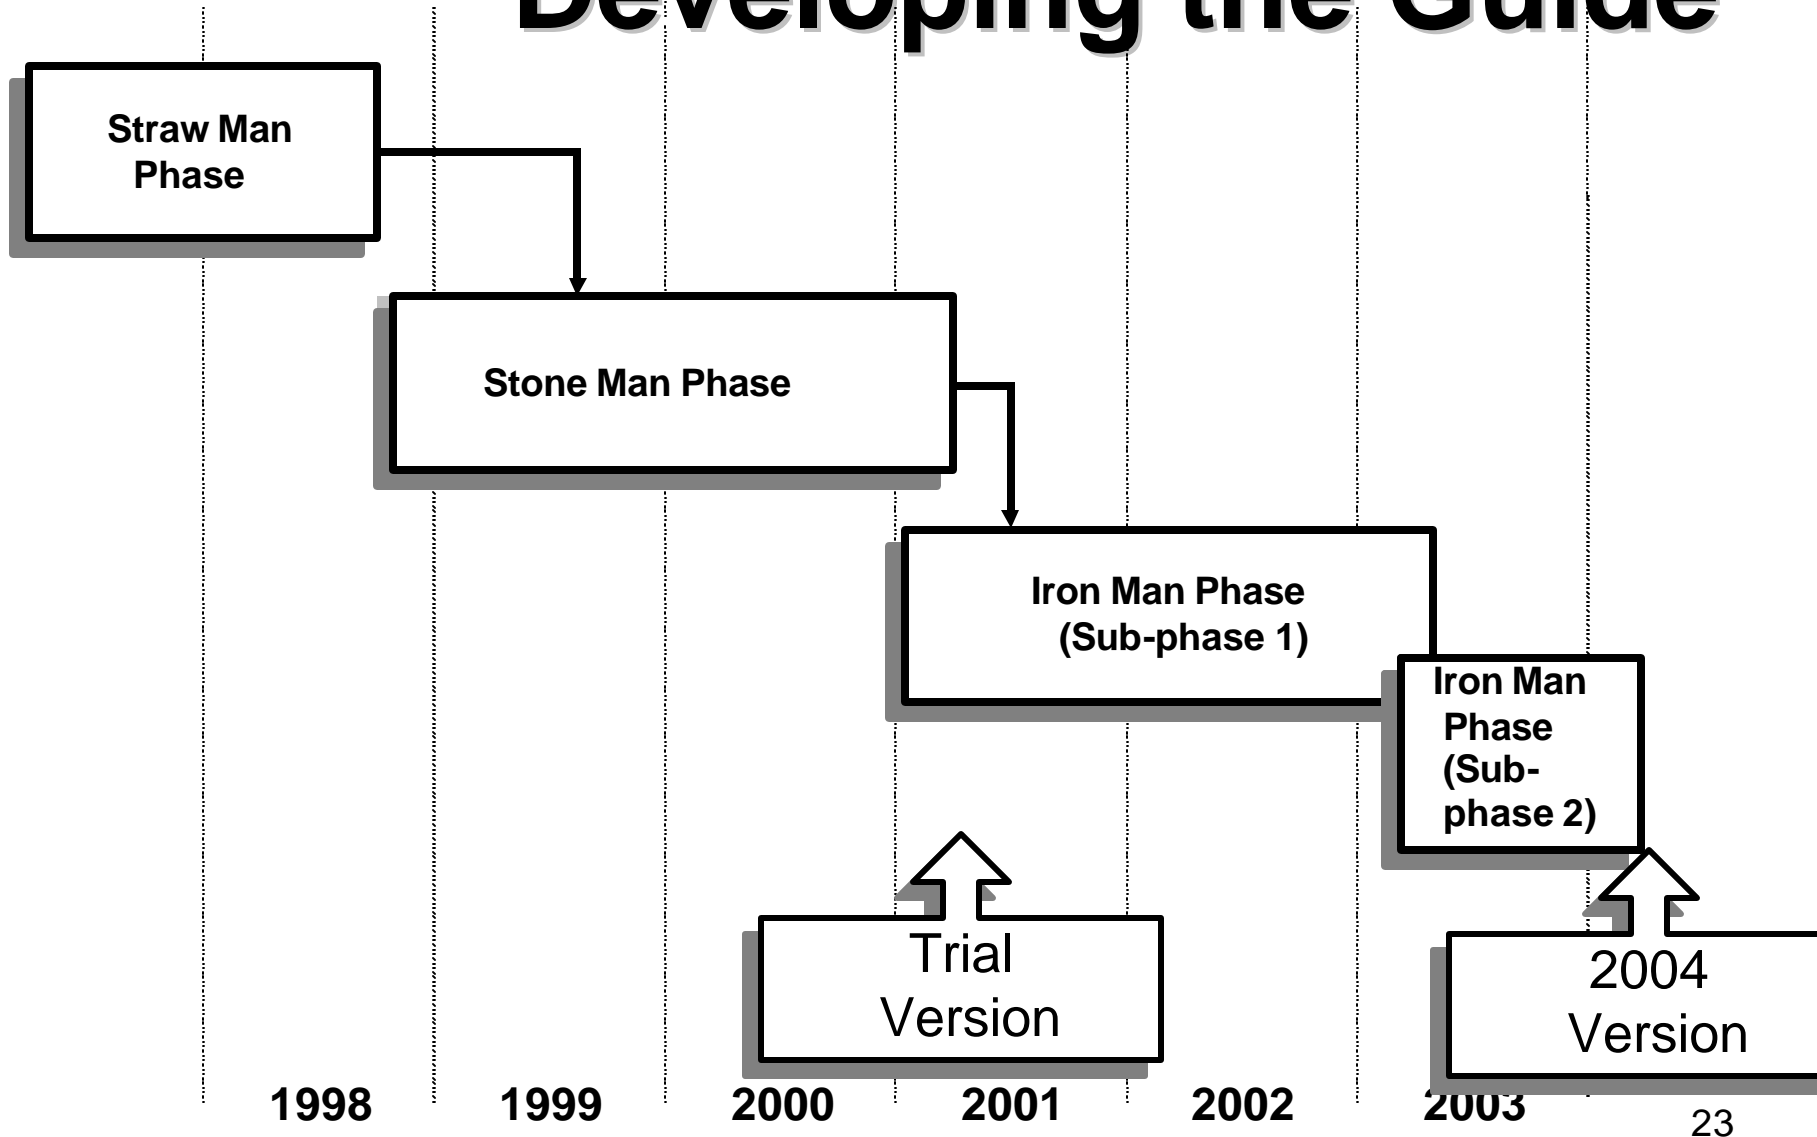 Developing the Guide
Straw Man
Phase
Stone Man Phase
Iron Man Phase
(Sub-phase 1)
Iron Man
Phase
(Sub-
phase 2)
Trial
Version
2004
Version
1998 1999 2000 2001 2002 2003
23